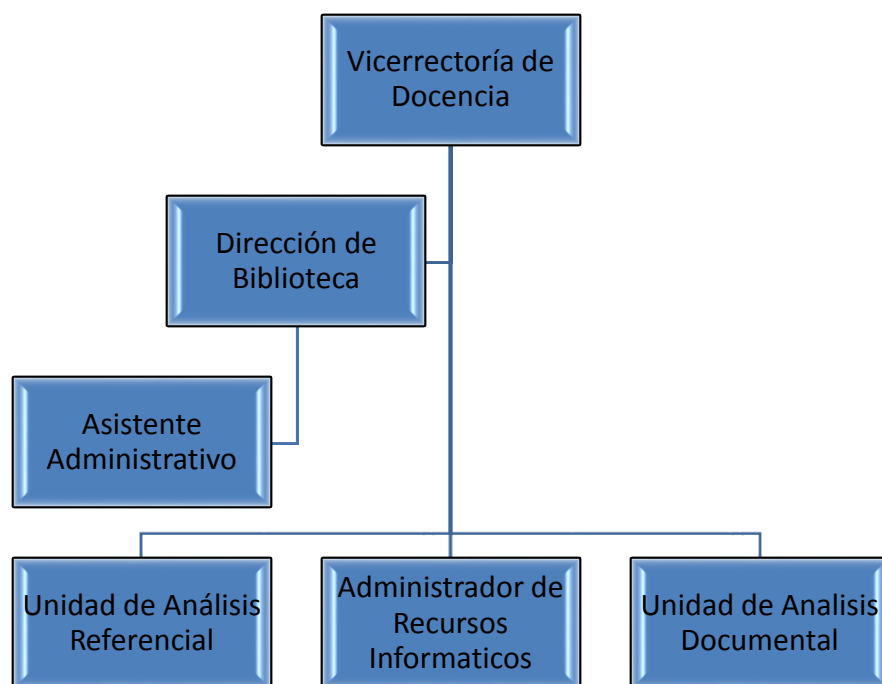 Vicerrectoría de
Docencia
Dirección de
Biblioteca
Asistente
Administrativo
Unidad de Análisis
Referencial
Administrador de
Recursos
Informaticos
Unidad de Analisis
Documental